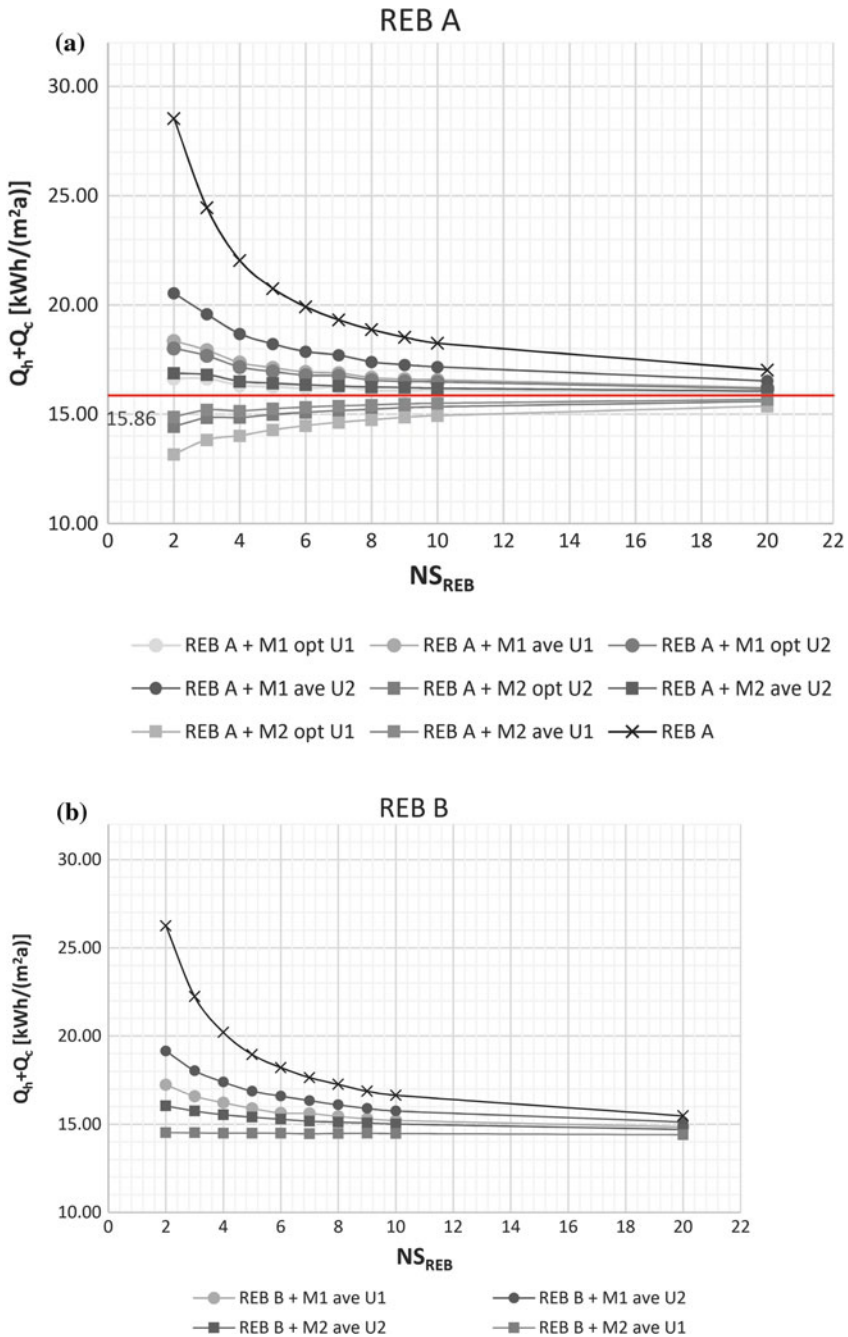 REB A
(a)
30.00
25.00
20.00
15.00
10.00
15.86
Qh+Qc [kWh/(m²a)]
0 2 4 6 8 10 12 14 16 18 20 22
NSREB
REB A + M1 opt U1 REB A + M1 ave U1 REB A + M1 opt U2
REB A + M1 ave U2 REB A + M2 opt U2 REB A + M2 ave U2
REB A + M2 opt U1 REB A + M2 ave U1 REB A
(b) REB B
30.00
25.00
20.00
15.00
10.00
Qh+Qc [kWh/(m²a)]
0 2 4 6 8 10 12 14 16 18 20 22
NSREB
REB B + M1 ave U1 REB B + M1 ave U2
REB B + M2 ave U2 REB B + M2 ave U1